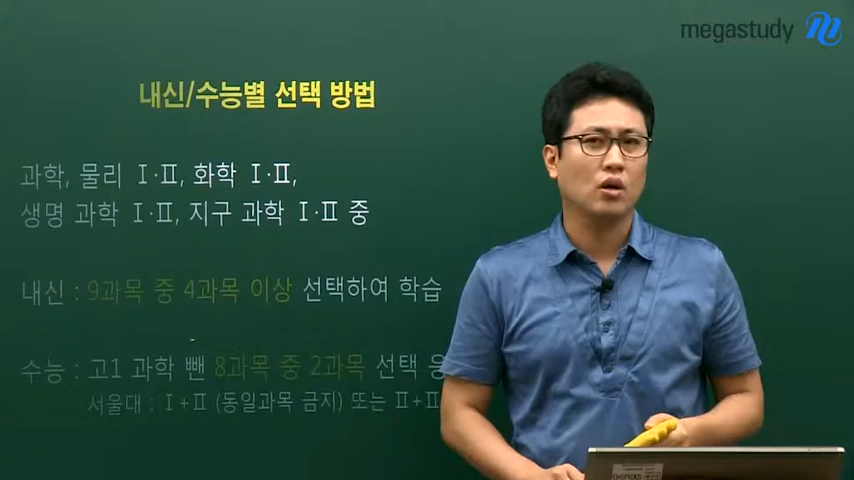 megastudy
내신/수능별 선택 방법
과학, 물리 Ⅰ·Ⅱ, 화학 Ⅰ·Ⅱ,
생명 과학 Ⅰ·Ⅱ, 지구 과학 Ⅰ·Ⅱ 중
내신 : 9과목 중 4과목 이상 선택하여 학습
수능 : 고1 과학 뺀 8과목 중 2과목 선택
서울대 : Ⅰ+Ⅱ (동일과목 금지) 또는 Ⅱ+Ⅱ